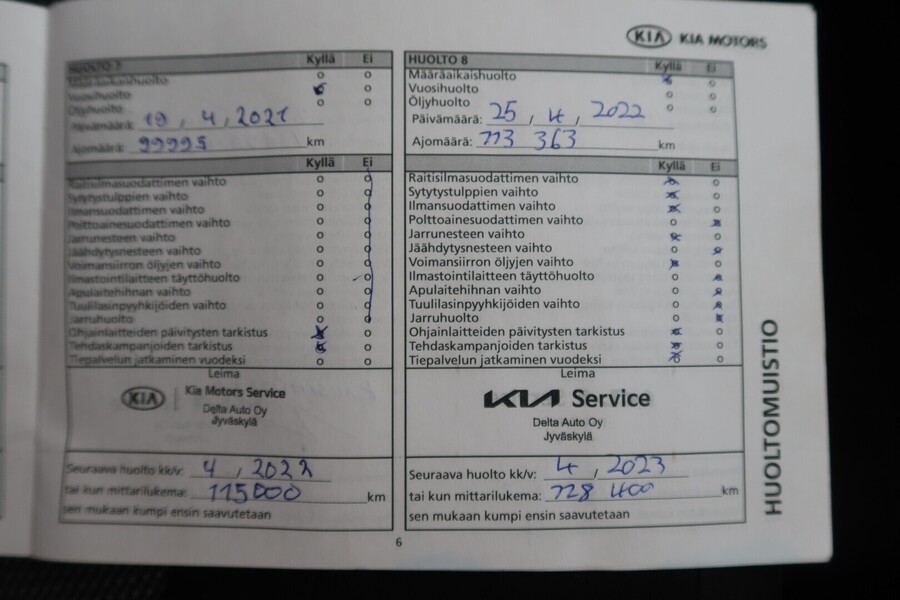 KIA KIA MOTORS
HUOLTO 7 Kyllä Ei
Määräaikaishuolto
Vuosihuolto
Öljyhuolto
Päivämäärä: 19, 4, 2021
Ajomäärä: 99995 km
Kyllä Ei
Raitisilmasuodattimen vaihto
Sytytystulppien vaihto
Ilmansuodattimen vaihto
Polttoainesuodattimen vaihto
Jarrunesteen vaihto
Jäähdytysnesteen vaihto
Voimansiirron öljyjen vaihto
Ilmastointilaitteen täyttöhuolto
Apulaitehihnan vaihto
Tuulilasinpyyhkijöiden vaihto
Jarruhuolto
Ohjainlaitteiden päivitysten tarkistus
Tehdaskampanjoiden tarkistus
Tiepalvelun jatkaminen vuodeksi
Leima
KIA Kia Motors Service
Delta Auto Oy
Jyväskylä
Seuraava huolto kk/v: 4, 2022
tai kun mittarilukema: 115000 km
sen mukaan kumpi ensin saavutetaan
HUOLTO 8 Kyllä Ei
Määräaikaishuolto
Vuosihuolto
Öljyhuolto
Päivämäärä: 25 / 4 , 2022
Ajomäärä: 113 363 km
Kyllä Ei
Raitisilmasuodattimen vaihto
Sytytystulppien vaihto
Ilmansuodattimen vaihto
Polttoainesuodattimen vaihto
Jarrunesteen vaihto
Jäähdytysnesteen vaihto
Voimansiirron öljyjen vaihto
Ilmastointilaitteen täyttöhuolto
Apulaitehihnan vaihto
Tuulilasinpyyhkijöiden vaihto
Jarruhuolto
Ohjainlaitteiden päivitysten tarkistus
Tehdaskampanjoiden tarkistus
Tiepalvelun jatkaminen vuodeksi
Leima
KIA Service
Delta Auto Oy
Jyväskylä
Seuraava huolto kk/v: 4 / 2023
tai kun mittarilukema: 128 400 km
sen mukaan kumpi ensin saavutetaan
HUOLTOMUISTIO
6